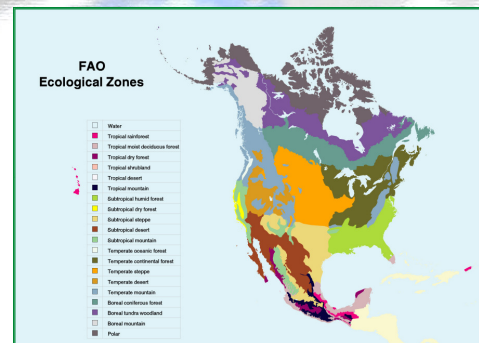 FAO
Ecological Zones
Water
Tropical rainforest
Tropical moist deciduous forest
Tropical dry forest
Tropical shrubland
Tropical desert
Tropical mountain
Subtropical humid forest
Subtropical dry forest
Subtropical steppe
Subtropical desert
Subtropical mountain
Temperate oceanic forest
Temperate continental forest
Temperate steppe
Temperate desert
Temperate mountain
Boreal coniferous forest
Boreal tundra woodland
Boreal mountain
Polar